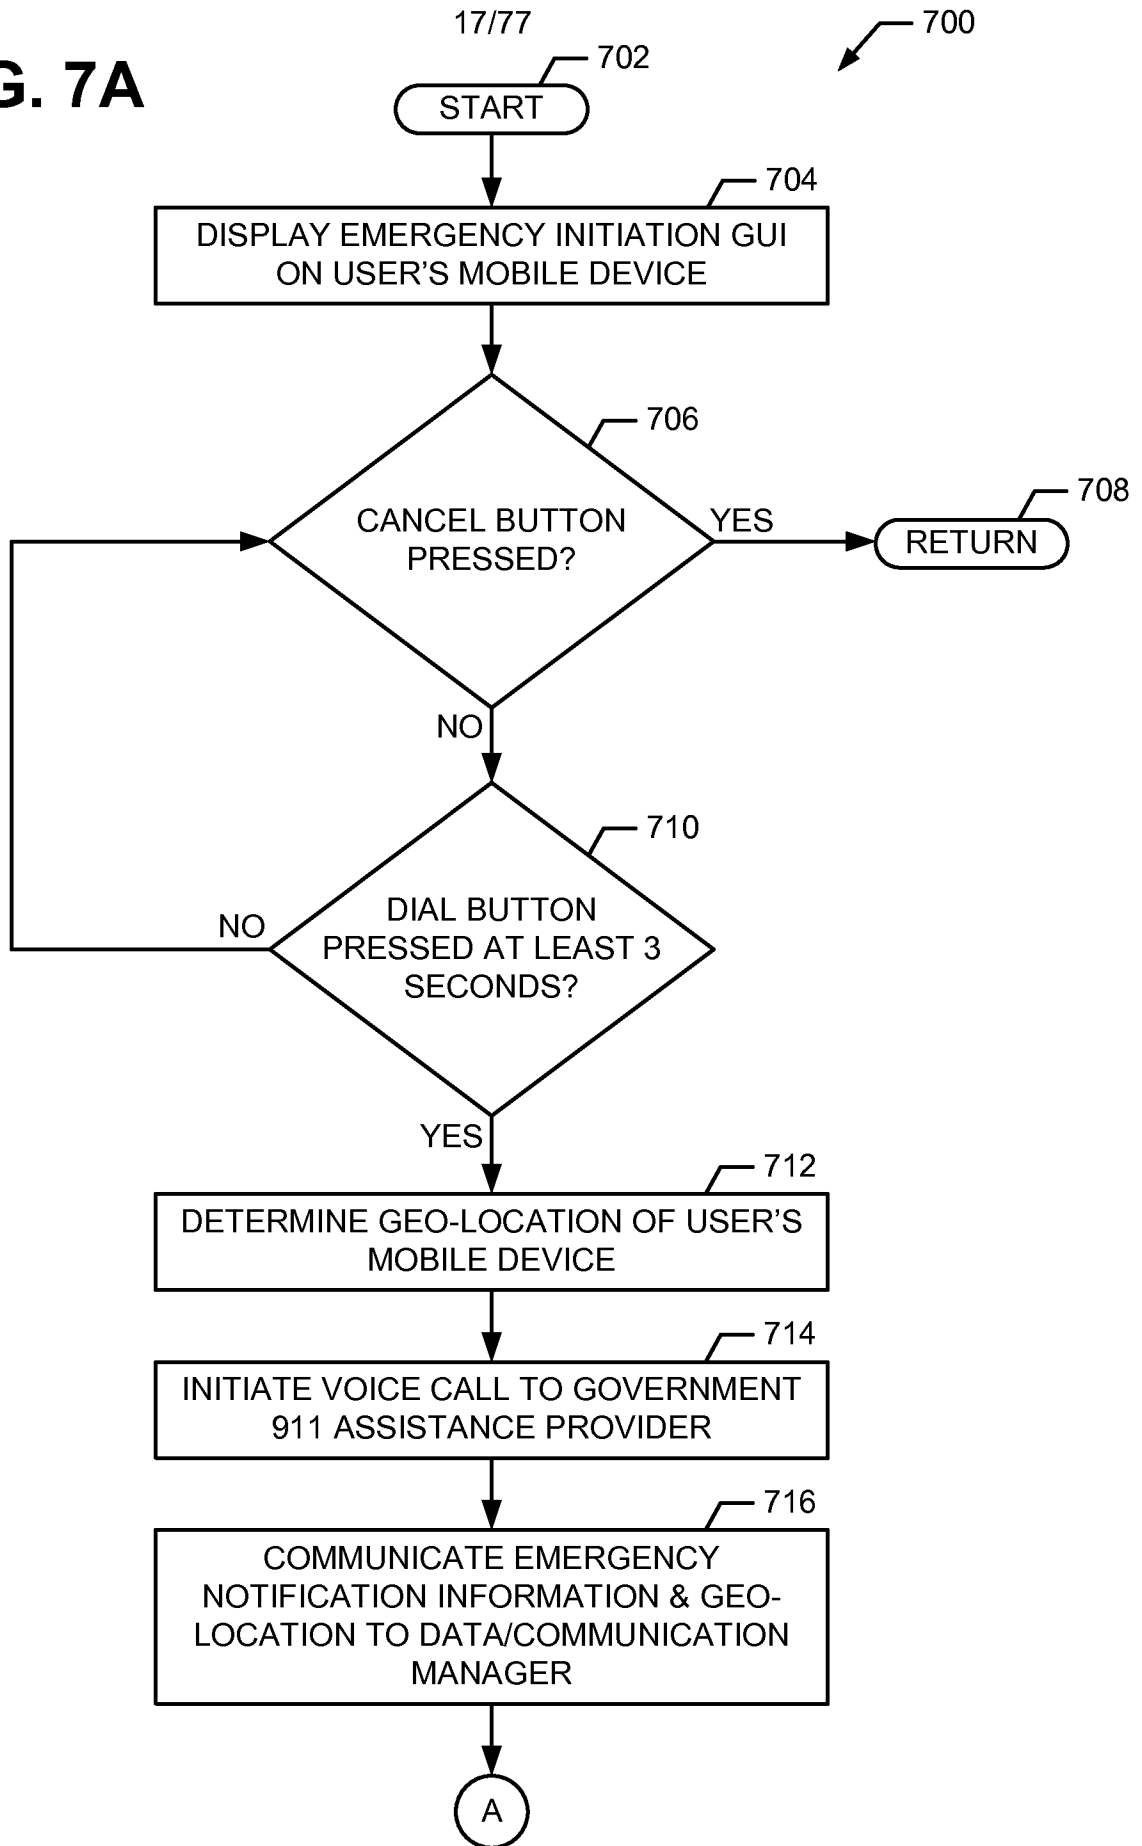 17/77
700
G. 7A
702
START
704
DISPLAY EMERGENCY INITIATION GUI
ON USER'S MOBILE DEVICE
706
CANCEL BUTTON
PRESSED?
YES
708
RETURN
NO
710
DIAL BUTTON
PRESSED AT LEAST 3
SECONDS?
NO
YES
712
DETERMINE GEO-LOCATION OF USER'S
MOBILE DEVICE
714
INITIATE VOICE CALL TO GOVERNMENT
911 ASSISTANCE PROVIDER
716
COMMUNICATE EMERGENCY
NOTIFICATION INFORMATION & GEO-
LOCATION TO DATA/COMMUNICATION
MANAGER
A